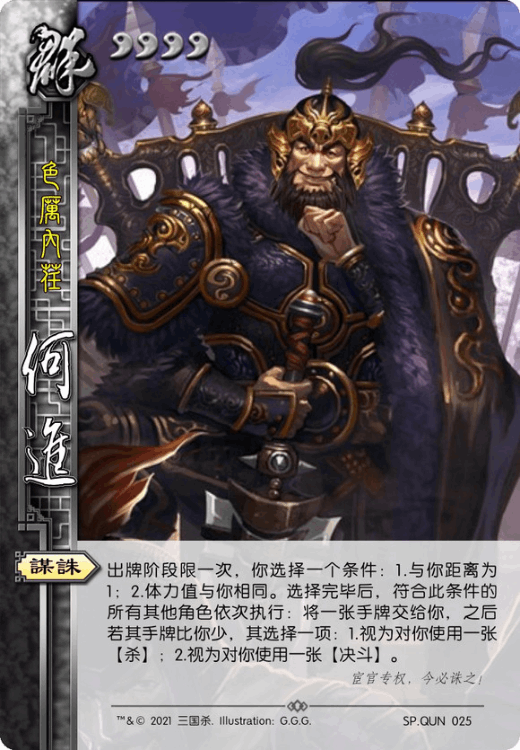 群
色厲內荏
何進
謀誅
出牌阶段限一次，你选择一个条件：1.与你距离为
1；2.体力值与你相同。选择完毕后，符合此条件的
所有其他角色依次执行：将一张手牌交给你，之后
若其手牌比你少，其选择一项：1.视为对你使用一张
【杀】；2.视为对你使用一张【决斗】。
宦官专权，今必诛之！
™&© 2021 三国杀. Illustration: G.G.G.
SP.QUN 025